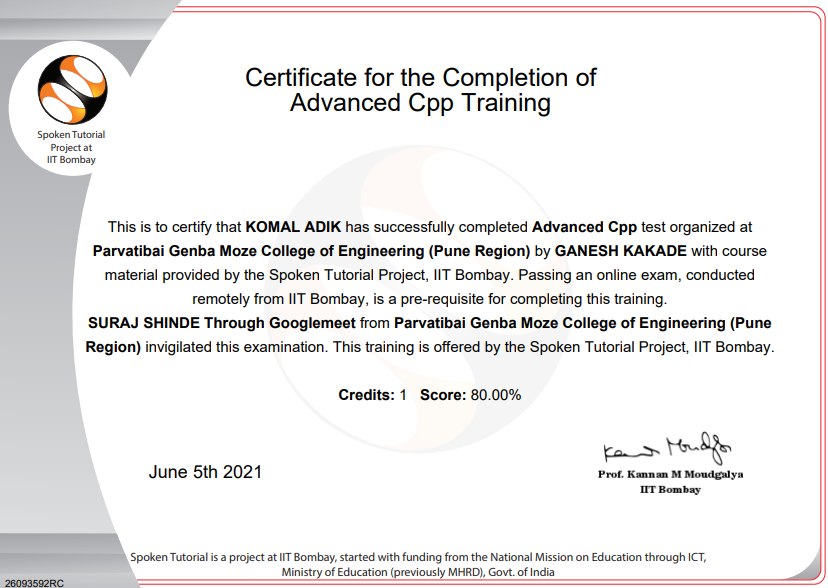 Spoken Tutorial
Project at
IIT Bombay
Certificate for the Completion of
Advanced Cpp Training
This is to certify that KOMAL ADIK has successfully completed Advanced Cpp test organized at
Parvatibai Genba Moze College of Engineering (Pune Region) by GANESH KAKADE with course
material provided by the Spoken Tutorial Project, IIT Bombay. Passing an online exam, conducted
remotely from IIT Bombay, is a pre-requisite for completing this training.
SURAJ SHINDE Through Googlemeet from Parvatibai Genba Moze College of Engineering (Pune
Region) invigilated this examination. This training is offered by the Spoken Tutorial Project, IIT Bombay.
Credits: 1 Score: 80.00%
June 5th 2021
Kannan Moudgalya
Prof. Kannan M Moudgalya
IIT Bombay
Spoken Tutorial is a project at IIT Bombay, started with funding from the National Mission on Education through ICT,
Ministry of Education (previously MHRD), Govt. of India
26093592RC